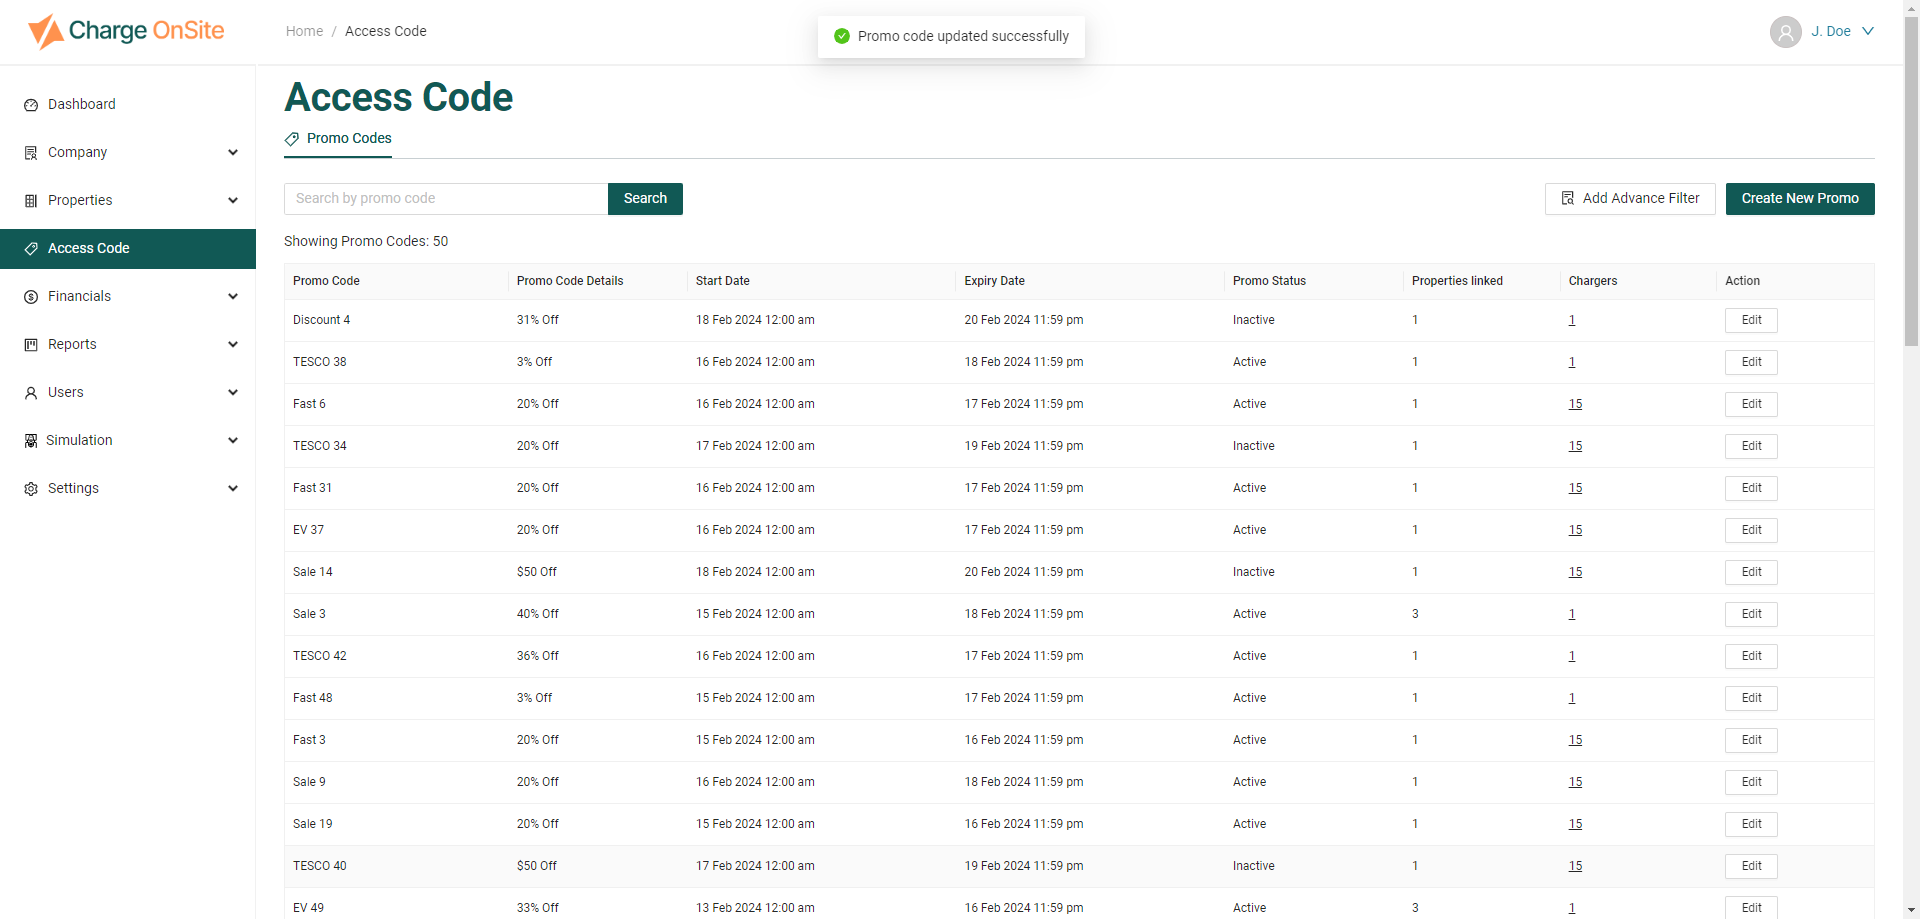 Charge OnSite
Home / Access Code
Promo code updated successfully
J. Doe
Dashboard
Company
Properties
Access Code
Financials
Reports
Users
Simulation
Settings
Access Code
Promo Codes
Search by promo code
Search
Add Advance Filter
Create New Promo
Showing Promo Codes: 50
Promo Code Promo Code Details Start Date Expiry Date Promo Status Properties linked Chargers Action
Discount 4 31% Off 18 Feb 2024 12:00 am 20 Feb 2024 11:59 pm Inactive 1 1 Edit
TESCO 38 3% Off 16 Feb 2024 12:00 am 18 Feb 2024 11:59 pm Active 1 1 Edit
Fast 6 20% Off 16 Feb 2024 12:00 am 17 Feb 2024 11:59 pm Active 1 15 Edit
TESCO 34 20% Off 17 Feb 2024 12:00 am 19 Feb 2024 11:59 pm Inactive 1 15 Edit
Fast 31 20% Off 16 Feb 2024 12:00 am 17 Feb 2024 11:59 pm Active 1 15 Edit
EV 37 20% Off 16 Feb 2024 12:00 am 17 Feb 2024 11:59 pm Active 1 15 Edit
Sale 14 $50 Off 18 Feb 2024 12:00 am 20 Feb 2024 11:59 pm Inactive 1 15 Edit
Sale 3 40% Off 15 Feb 2024 12:00 am 18 Feb 2024 11:59 pm Active 3 1 Edit
TESCO 42 36% Off 16 Feb 2024 12:00 am 17 Feb 2024 11:59 pm Active 1 1 Edit
Fast 48 3% Off 15 Feb 2024 12:00 am 17 Feb 2024 11:59 pm Active 1 1 Edit
Fast 3 20% Off 15 Feb 2024 12:00 am 16 Feb 2024 11:59 pm Active 1 15 Edit
Sale 9 20% Off 16 Feb 2024 12:00 am 18 Feb 2024 11:59 pm Active 1 15 Edit
Sale 19 20% Off 15 Feb 2024 12:00 am 16 Feb 2024 11:59 pm Active 1 15 Edit
TESCO 40 $50 Off 17 Feb 2024 12:00 am 19 Feb 2024 11:59 pm Inactive 1 15 Edit
EV 49 33% Off 13 Feb 2024 12:00 am 16 Feb 2024 11:59 pm Active 3 1 Edit